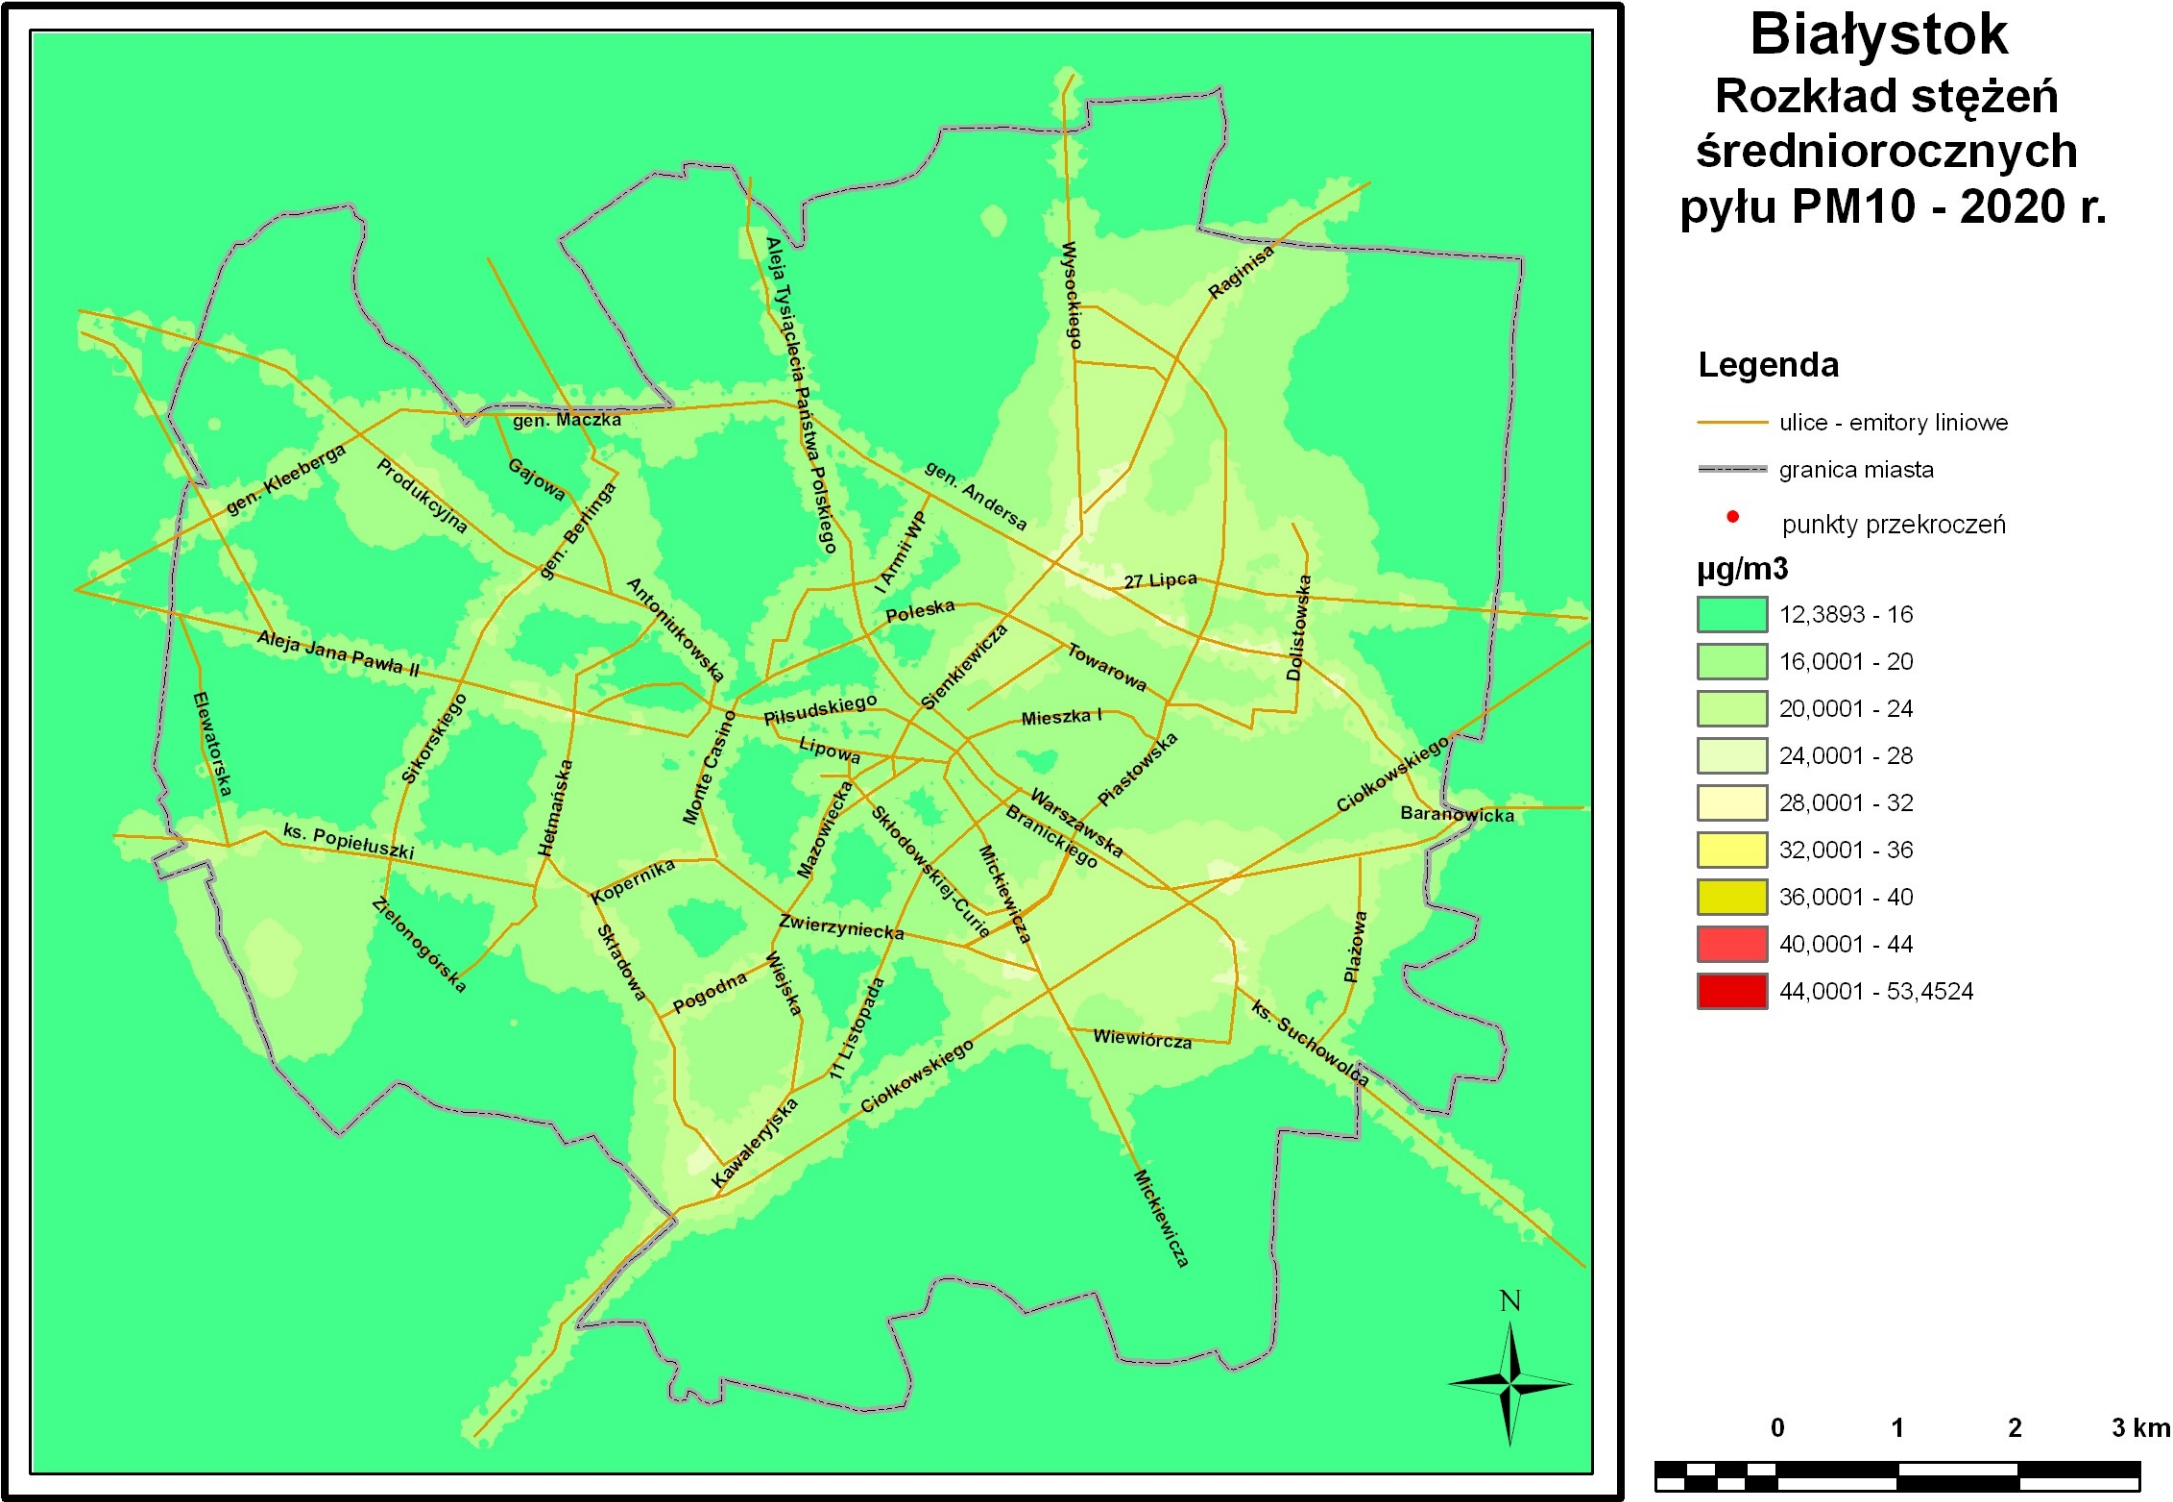 Białystok
Rozkład stężeń
średniorocznych
pyłu PM10 - 2020 r.
Legenda
ulice - emitory liniowe
granica miasta
punkty przekroczeń
µg/m3
12,3893 - 16
16,0001 - 20
20,0001 - 24
24,0001 - 28
28,0001 - 32
32,0001 - 36
36,0001 - 40
40,0001 - 44
44,0001 - 53,4524
N
0 1 2 3 km
Wysockiego
Raginisa
Aleja Tysiąclecia Państwa Polskiego
gen. Maczka
gen. Kleeberga
Produkcyjna
Gajowa
gen. Berlinga
gen. Andersa
I Armii WP
27 Lipca
Dolistowska
Antoniukowska
Poleska
Sienkiewicza
Towarowa
Aleja Jana Pawła II
Elewatorska
Sikorskiego
Hetmańska
Monte Casino
Piłsudskiego
Lipowa
Mieszka I
Piastowska
Ciołkowskiego
Baranowicka
Warszawska
Branickiego
Mazowiecka
Skłodowskiej-Curie
Mickiewicza
ks. Popiełuszki
Kopernika
Zielonogórska
Składowa
Zwierzyniecka
Wiejska
Pogodna
11 Listopada
Plażowa
Wiewiórcza
ks. Suchowolca
Ciołkowskiego
Kawaleryjska
Mickiewicza